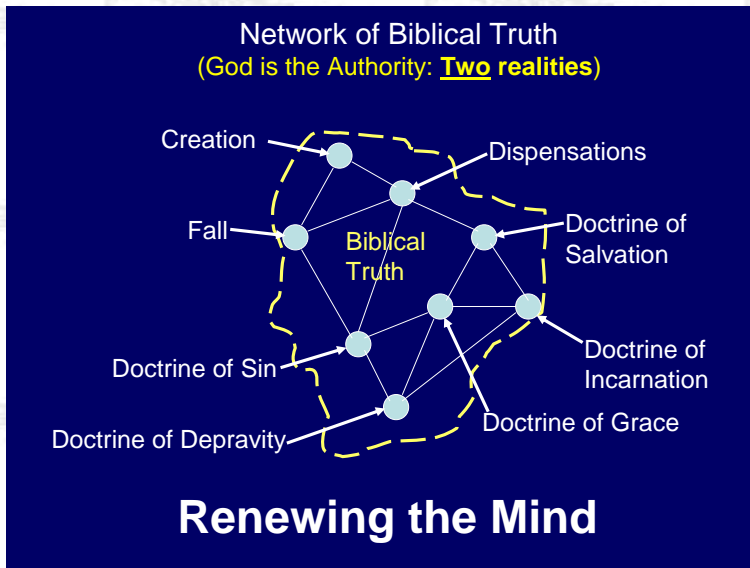 Network of Biblical Truth
(God is the Authority: Two realities)
Creation
Dispensations
Fall
Biblical
Truth
Doctrine of
Salvation
Doctrine of Sin
Doctrine of
Incarnation
Doctrine of Depravity
Doctrine of Grace
Renewing the Mind